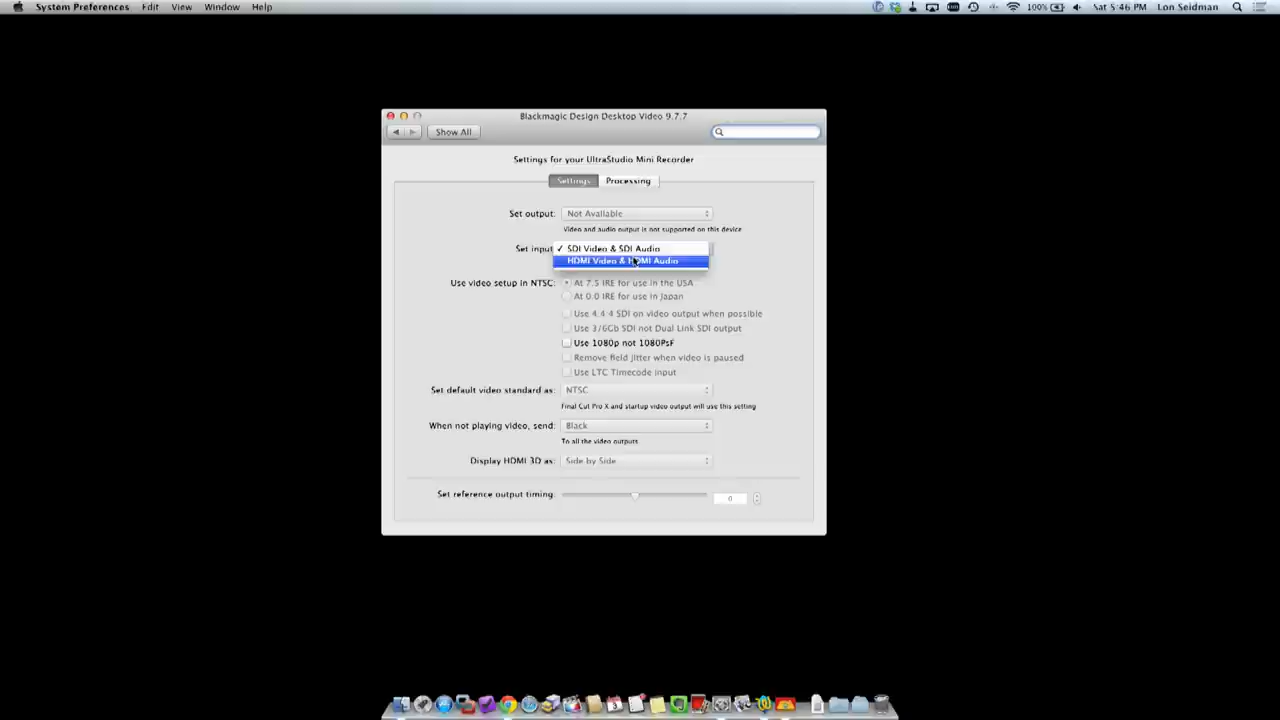 System Preferences Edit View Window Help 100% Sat 5:46 PM Lon Seidman
Blackmagic Design Desktop Video 9.7.7
Show All
Settings for your UltraStudio Mini Recorder
Settings Processing
Set output: Not Available
Video and audio output is not supported on this device
Set input ✓ SDI Video & SDI Audio
HDMI Video & HDMI Audio
Use video setup in NTSC: At 7.5 IRE for use in the USA
At 0.0 IRE for use in Japan
Use 4:4:4 SDI on video output when possible
Use 3/6Gb SDI not Dual Link SDI output
Use 1080p not 1080PsF
Remove field jitter when video is paused
Use LTC Timecode input
Set default video standard as: NTSC
Final Cut Pro X and startup video output will use this setting
When not playing video, send: Black
To all the video outputs
Display HDMI 3D as: Side by Side
Set reference output timing: 0